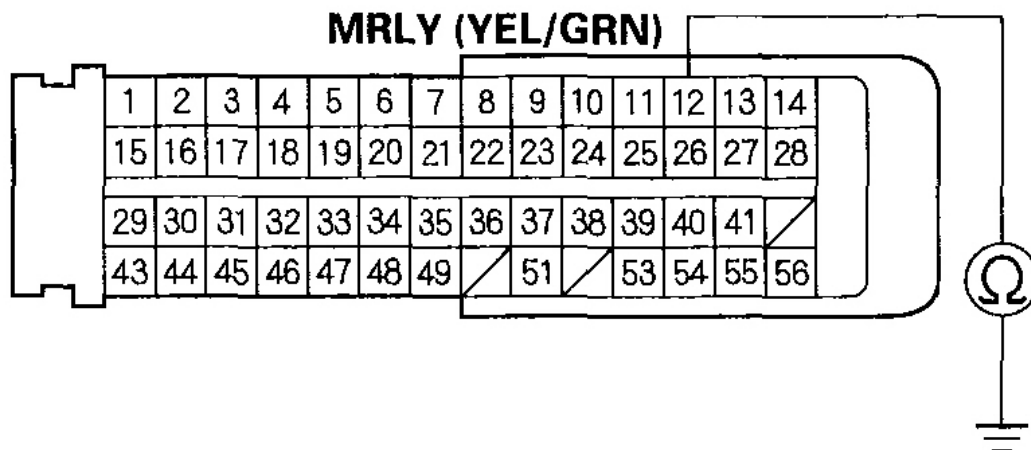 MRLY (YEL/GRN)
1 2 3 4 5 6 7 8 9 10 11 12 13 14
15 16 17 18 19 20 21 22 23 24 25 26 27 28
29 30 31 32 33 34 35 36 37 38 39 40 41
43 44 45 46 47 48 49 51 53 54 55 56
Ω